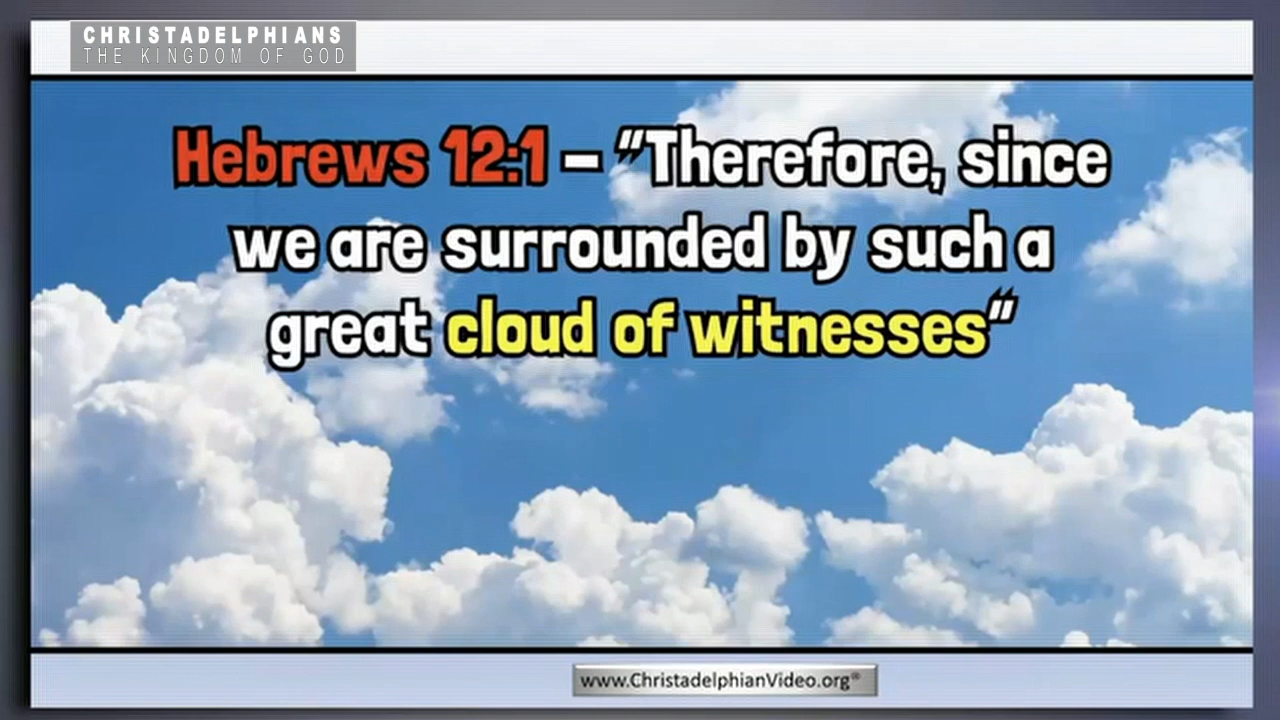 CHRISTADELPHIANS
THE KINGDOM OF GOD
Hebrews 12:1 – “Therefore, since
we are surrounded by such a
great cloud of witnesses”
www.ChristadelphianVideo.org®